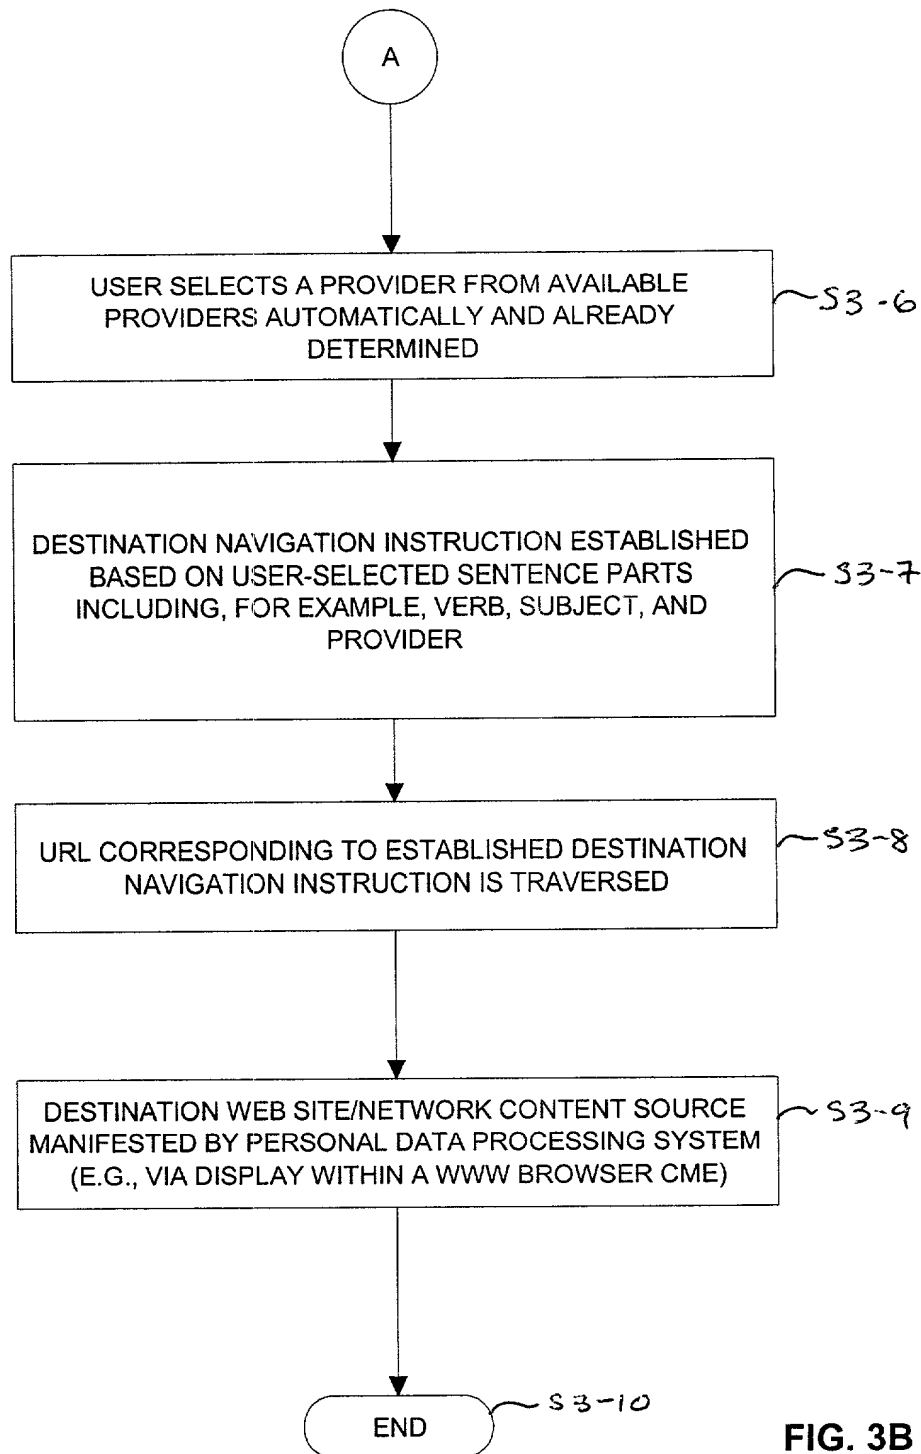 A
USER SELECTS A PROVIDER FROM AVAILABLE
PROVIDERS AUTOMATICALLY AND ALREADY
DETERMINED
S3-6
DESTINATION NAVIGATION INSTRUCTION ESTABLISHED
BASED ON USER-SELECTED SENTENCE PARTS
INCLUDING, FOR EXAMPLE, VERB, SUBJECT, AND
PROVIDER
S3-7
URL CORRESPONDING TO ESTABLISHED DESTINATION
NAVIGATION INSTRUCTION IS TRAVERSED
S3-8
DESTINATION WEB SITE/NETWORK CONTENT SOURCE
MANIFESTED BY PERSONAL DATA PROCESSING SYSTEM
(E.G., VIA DISPLAY WITHIN A WWW BROWSER CME)
S3-9
END
S3-10
FIG. 3B